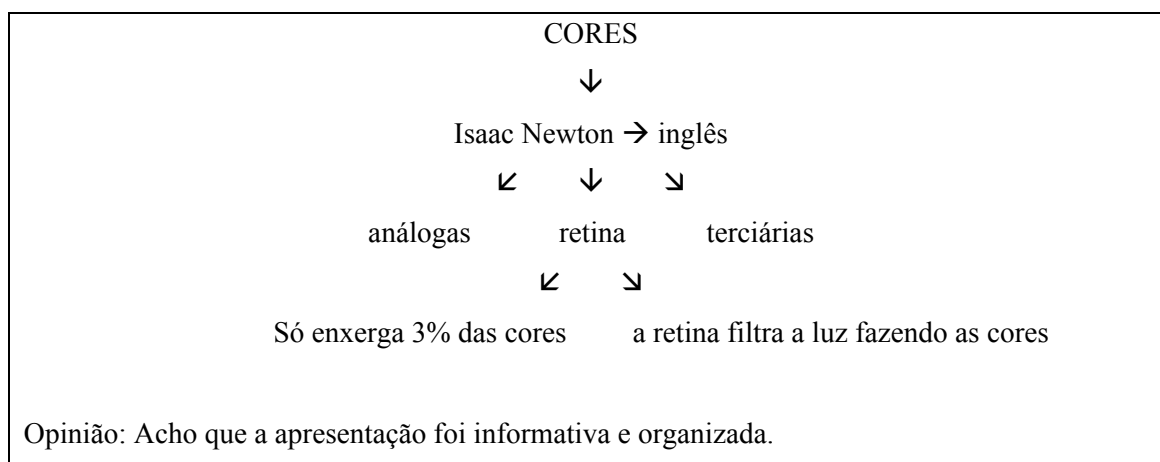 CORES
↓
Isaac Newton → inglês
↙ ↓ ↘
análogas retina terciárias
↙ ↘
Só enxerga 3% das cores a retina filtra a luz fazendo as cores
Opinião: Acho que a apresentação foi informativa e organizada.